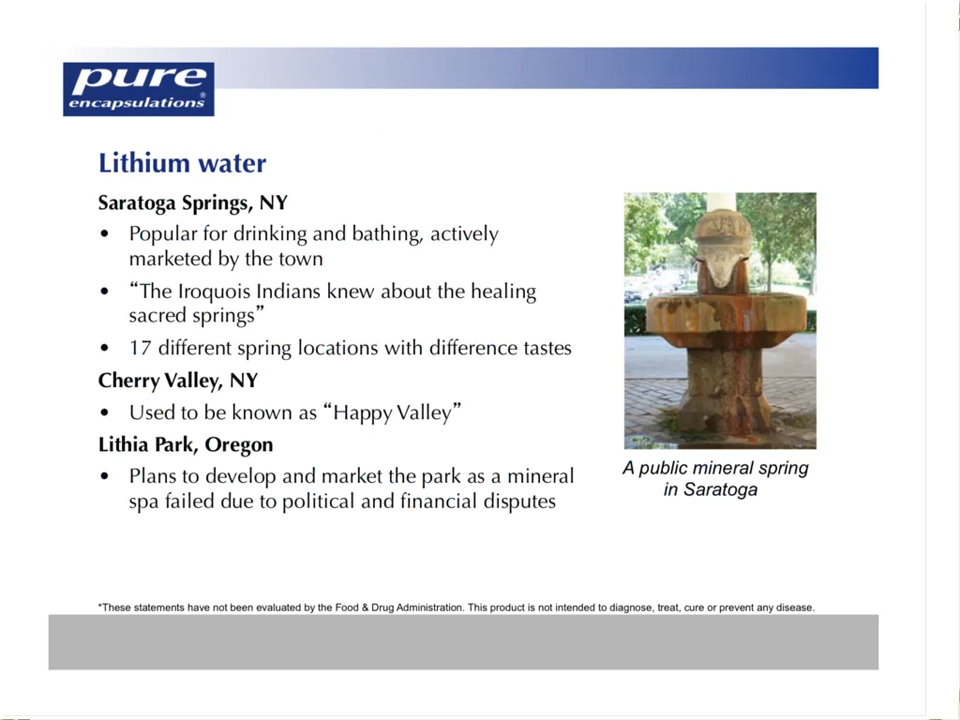 pure
encapsulations®
Lithium water
Saratoga Springs, NY
• Popular for drinking and bathing, actively
marketed by the town
• “The Iroquois Indians knew about the healing
sacred springs”
• 17 different spring locations with difference tastes
Cherry Valley, NY
• Used to be known as “Happy Valley”
Lithia Park, Oregon
• Plans to develop and market the park as a mineral
spa failed due to political and financial disputes
A public mineral spring
in Saratoga
*These statements have not been evaluated by the Food & Drug Administration. This product is not intended to diagnose, treat, cure or prevent any disease.